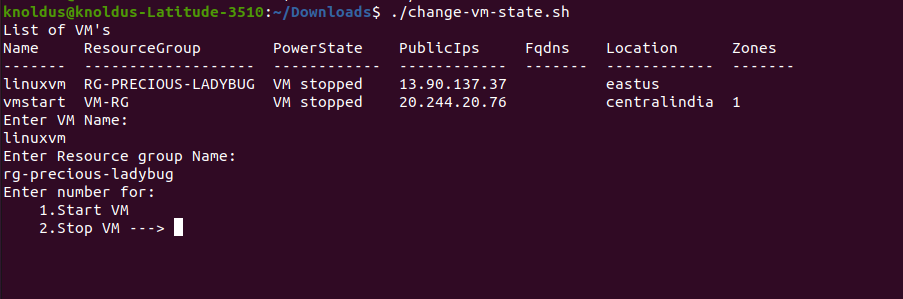 knoldus@knoldus-Latitude-3510:~/Downloads$ ./change-vm-state.sh
List of VM's
Name     ResourceGroup        PowerState    PublicIps     Fqdns    Location      Zones
-------  -------------------  ------------  ------------  -------  ------------  -------
linuxvm  RG-PRECIOUS-LADYBUG  VM stopped    13.90.137.37           eastus
vmstart  VM-RG                VM stopped    20.244.20.76           centralindia  1
Enter VM Name:
linuxvm
Enter Resource group Name:
rg-precious-ladybug
Enter number for:
    1.Start VM
    2.Stop VM --->